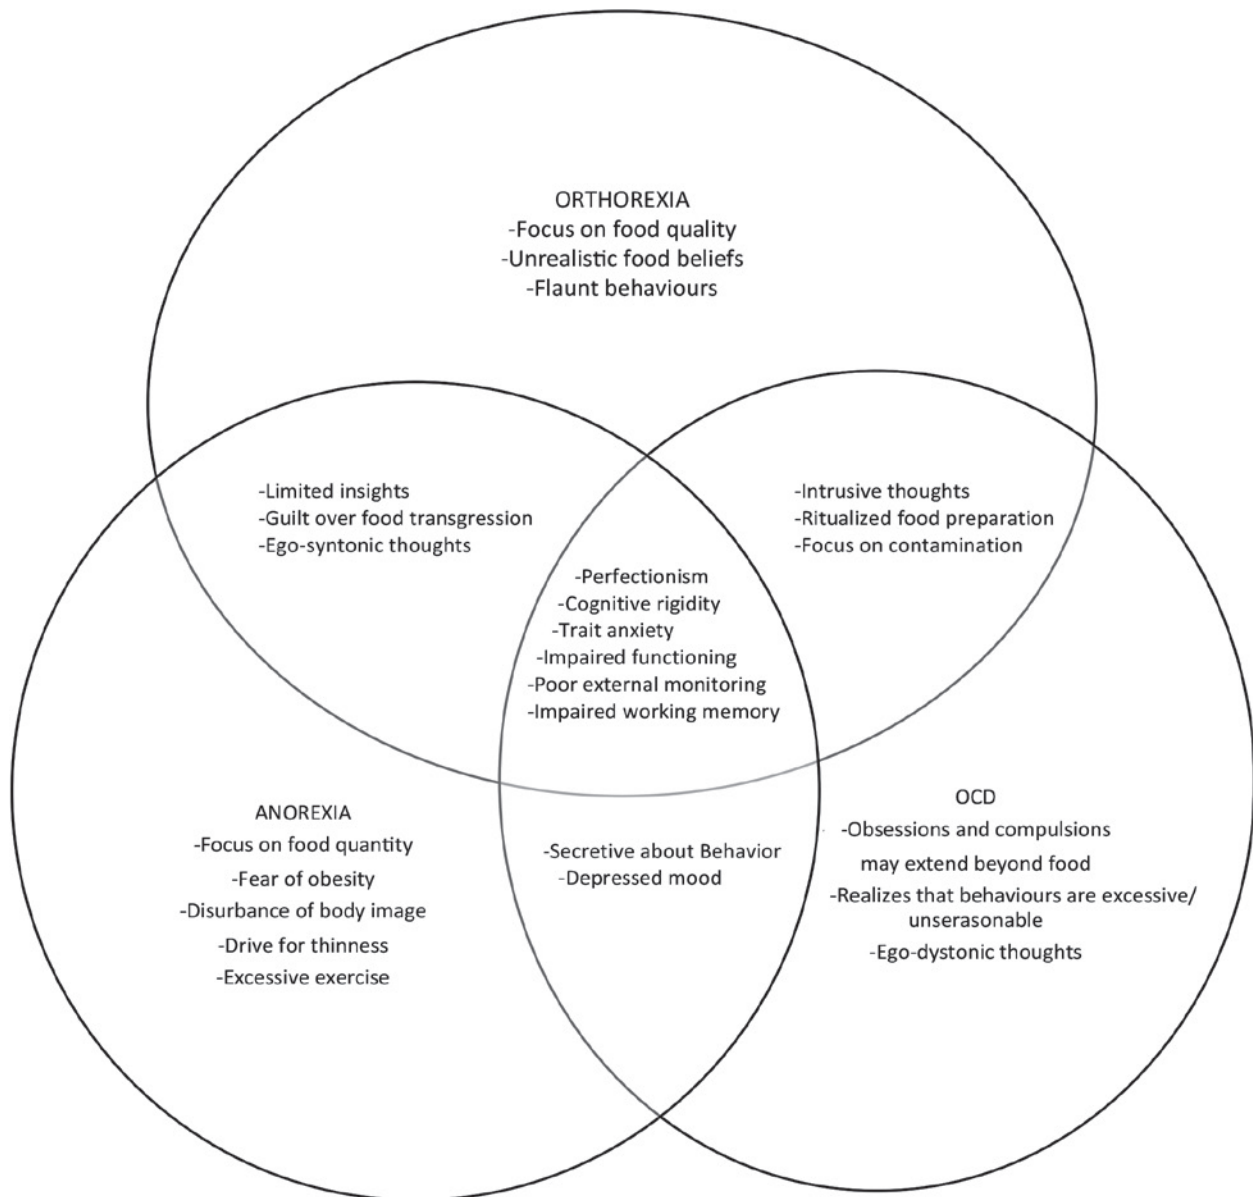 ORTHOREXIA
-Focus on food quality
-Unrealistic food beliefs
-Flaunt behaviours
-Limited insights
-Guilt over food transgression
-Ego-syntonic thoughts
-Intrusive thoughts
-Ritualized food preparation
-Focus on contamination
-Perfectionism
-Cognitive rigidity
-Trait anxiety
-Impaired functioning
-Poor external monitoring
-Impaired working memory
ANOREXIA
-Focus on food quantity
-Fear of obesity
-Disurbance of body image
-Drive for thinness
-Excessive exercise
-Secretive about Behavior
-Depressed mood
OCD
-Obsessions and compulsions
may extend beyond food
-Realizes that behaviours are excessive/
unserasonable
-Ego-dystonic thoughts